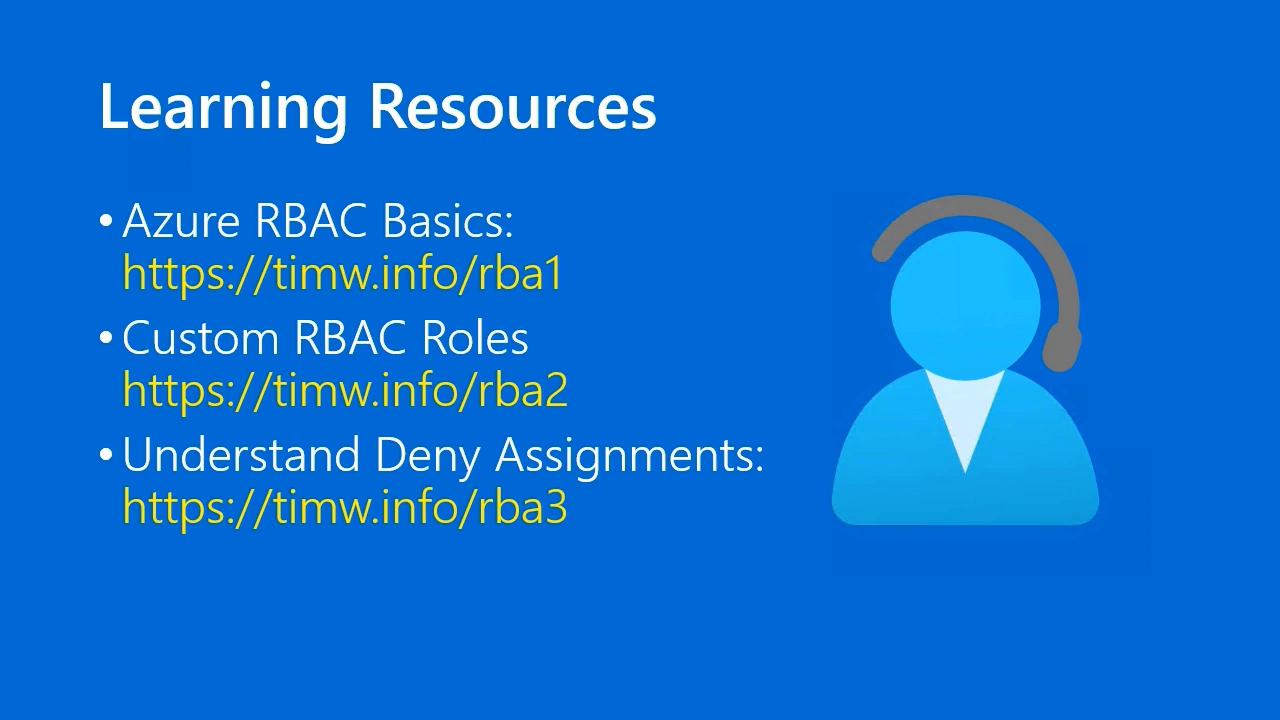 Learning Resources
• Azure RBAC Basics:
https://timw.info/rba1
• Custom RBAC Roles
https://timw.info/rba2
• Understand Deny Assignments:
https://timw.info/rba3